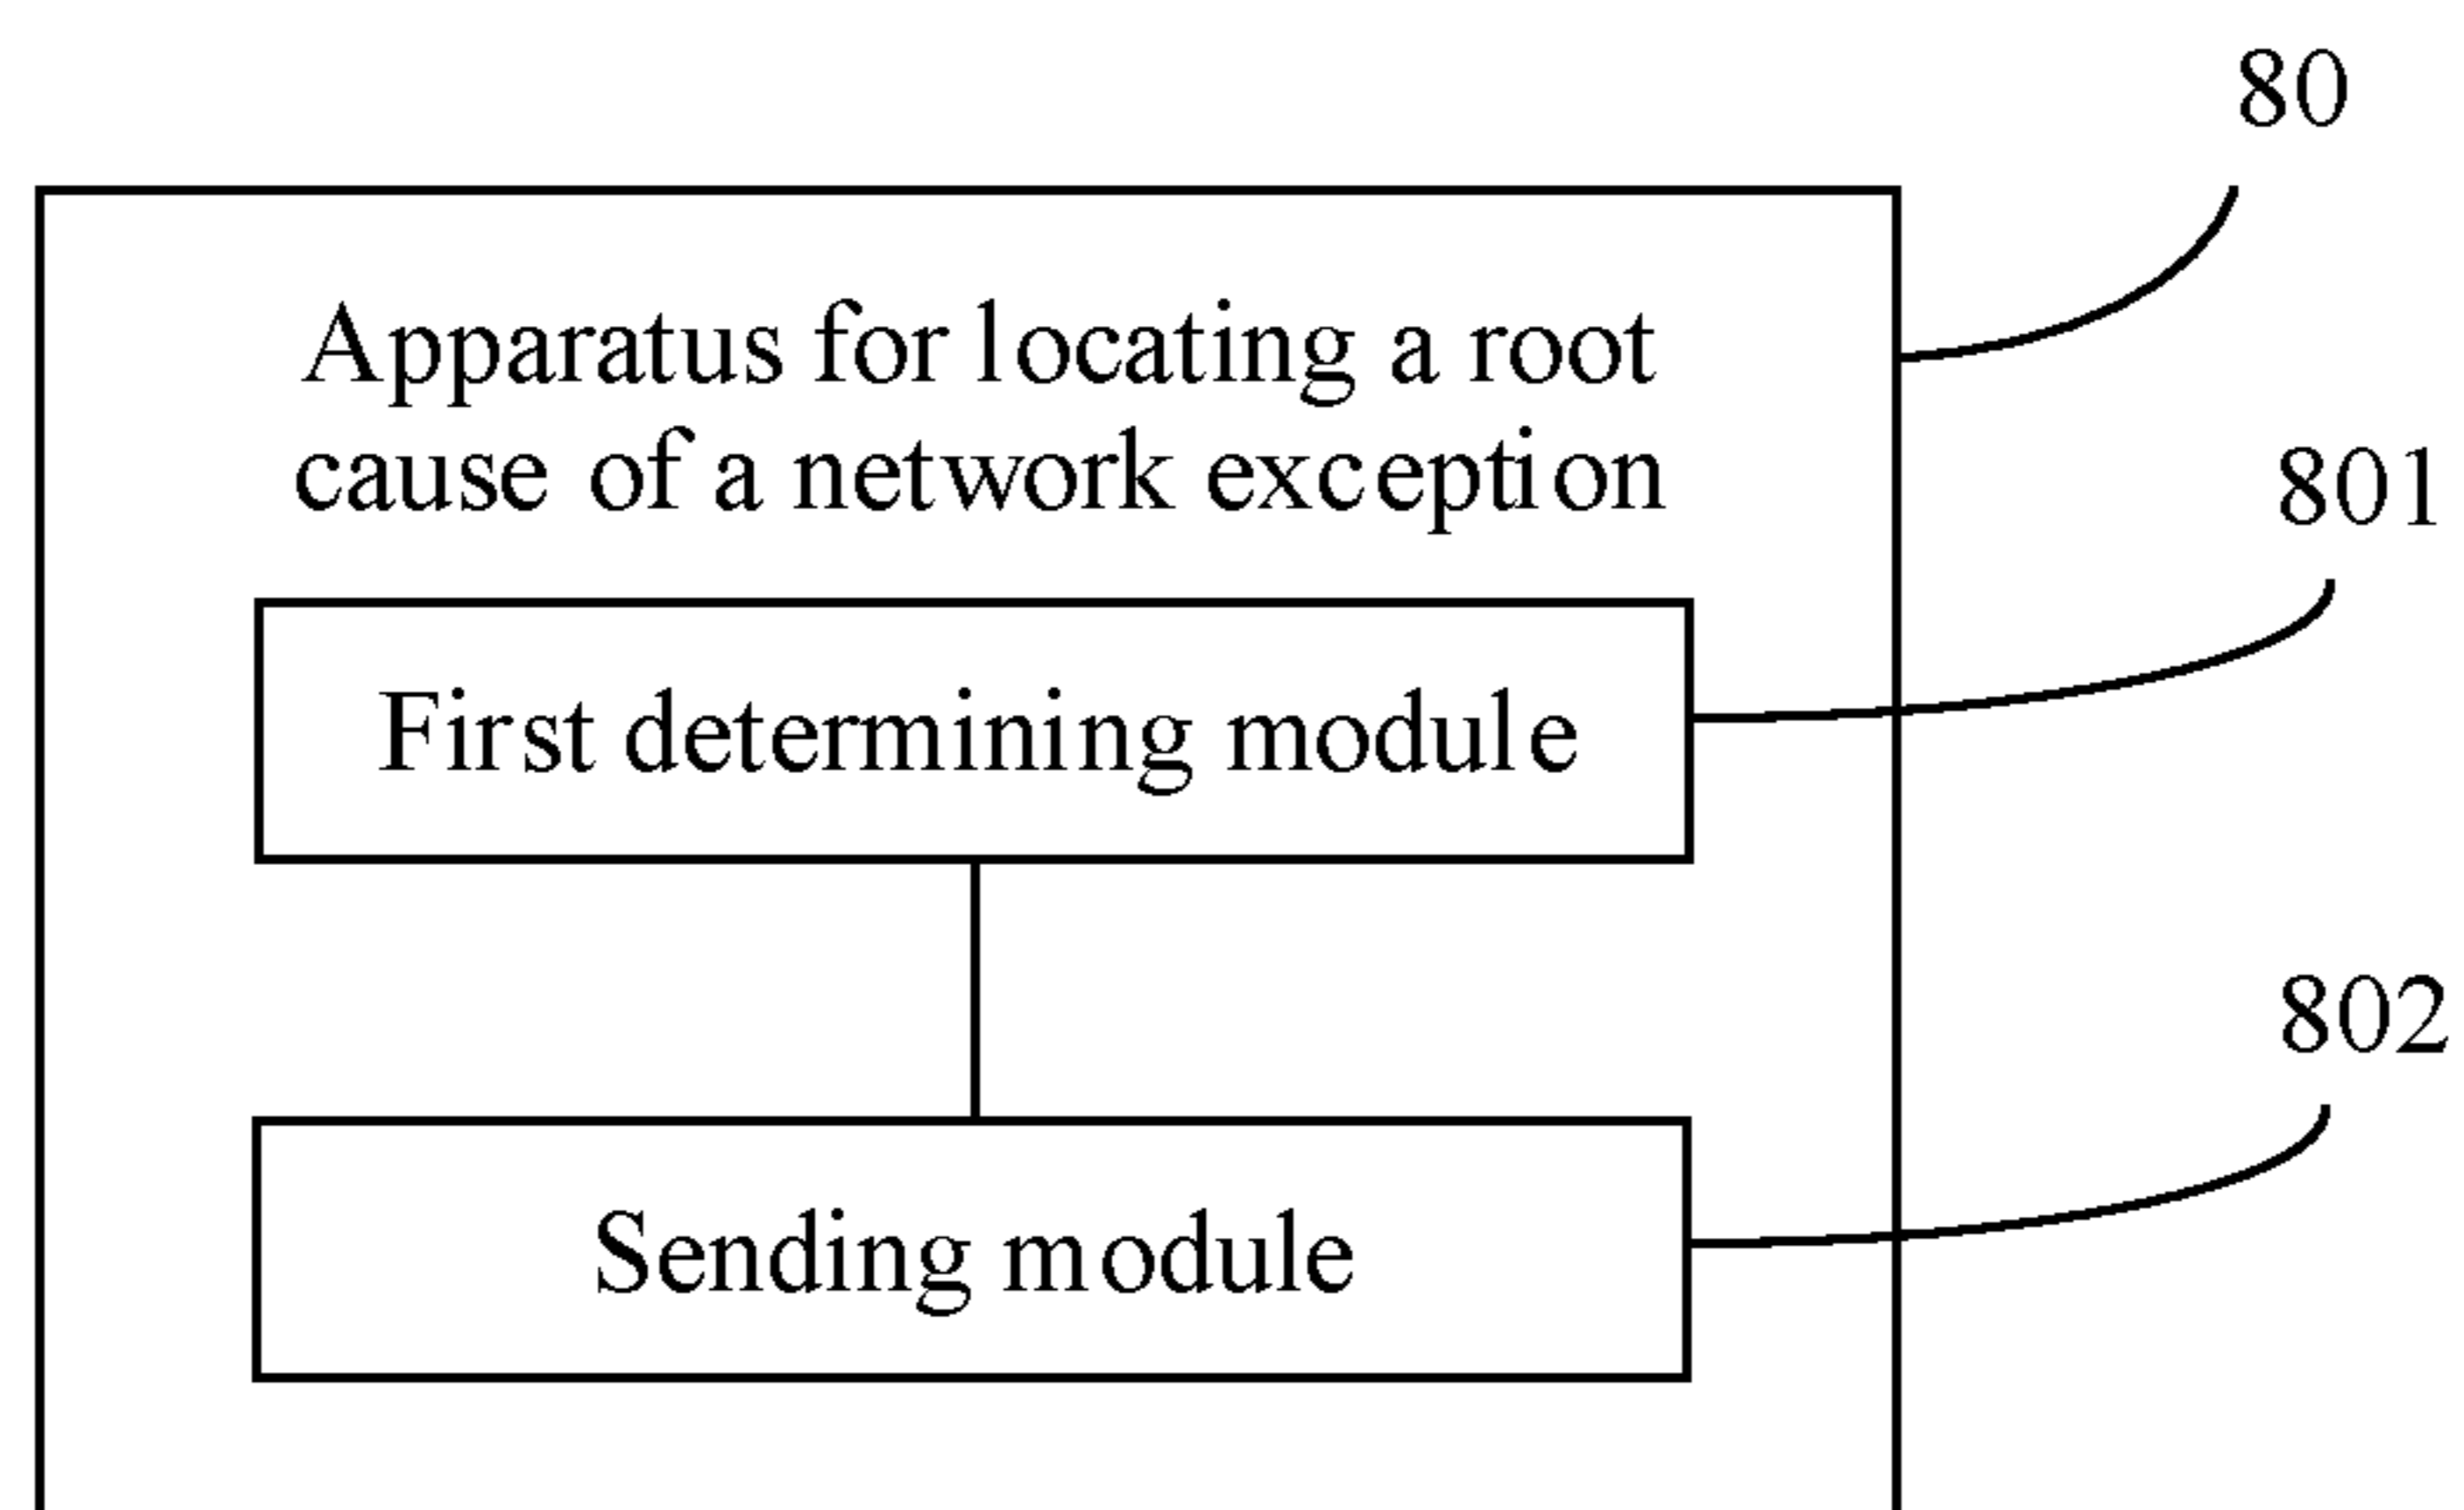 80
Apparatus for locating a root
cause of a network exception
801
First determining module
802
Sending module